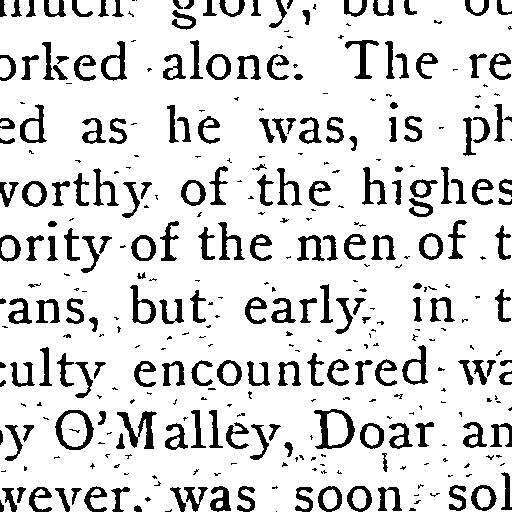 much glory, but ou
orked alone. The re
ed as he was, is ph
worthy of the highes
ority of the men of t
rans, but early in t
culty encountered wa
by O'Malley, Doar an
wever, was soon sol